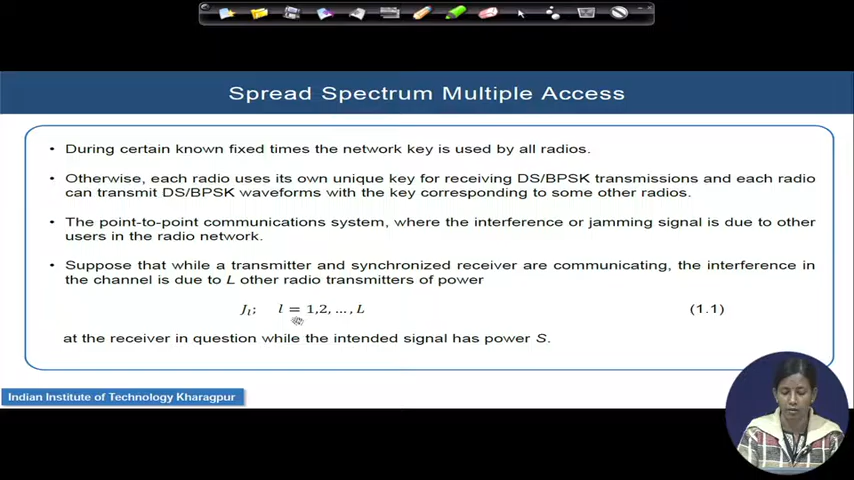 Spread Spectrum Multiple Access
• During certain known fixed times the network key is used by all radios.
• Otherwise, each radio uses its own unique key for receiving DS/BPSK transmissions and each radio
can transmit DS/BPSK waveforms with the key corresponding to some other radios.
• The point-to-point communications system, where the interference or jamming signal is due to other
users in the radio network.
• Suppose that while a transmitter and synchronized receiver are communicating, the interference in
the channel is due to L other radio transmitters of power
J_l; l = 1,2, ... , L (1.1)
at the receiver in question while the intended signal has power S.
Indian Institute of Technology Kharagpur